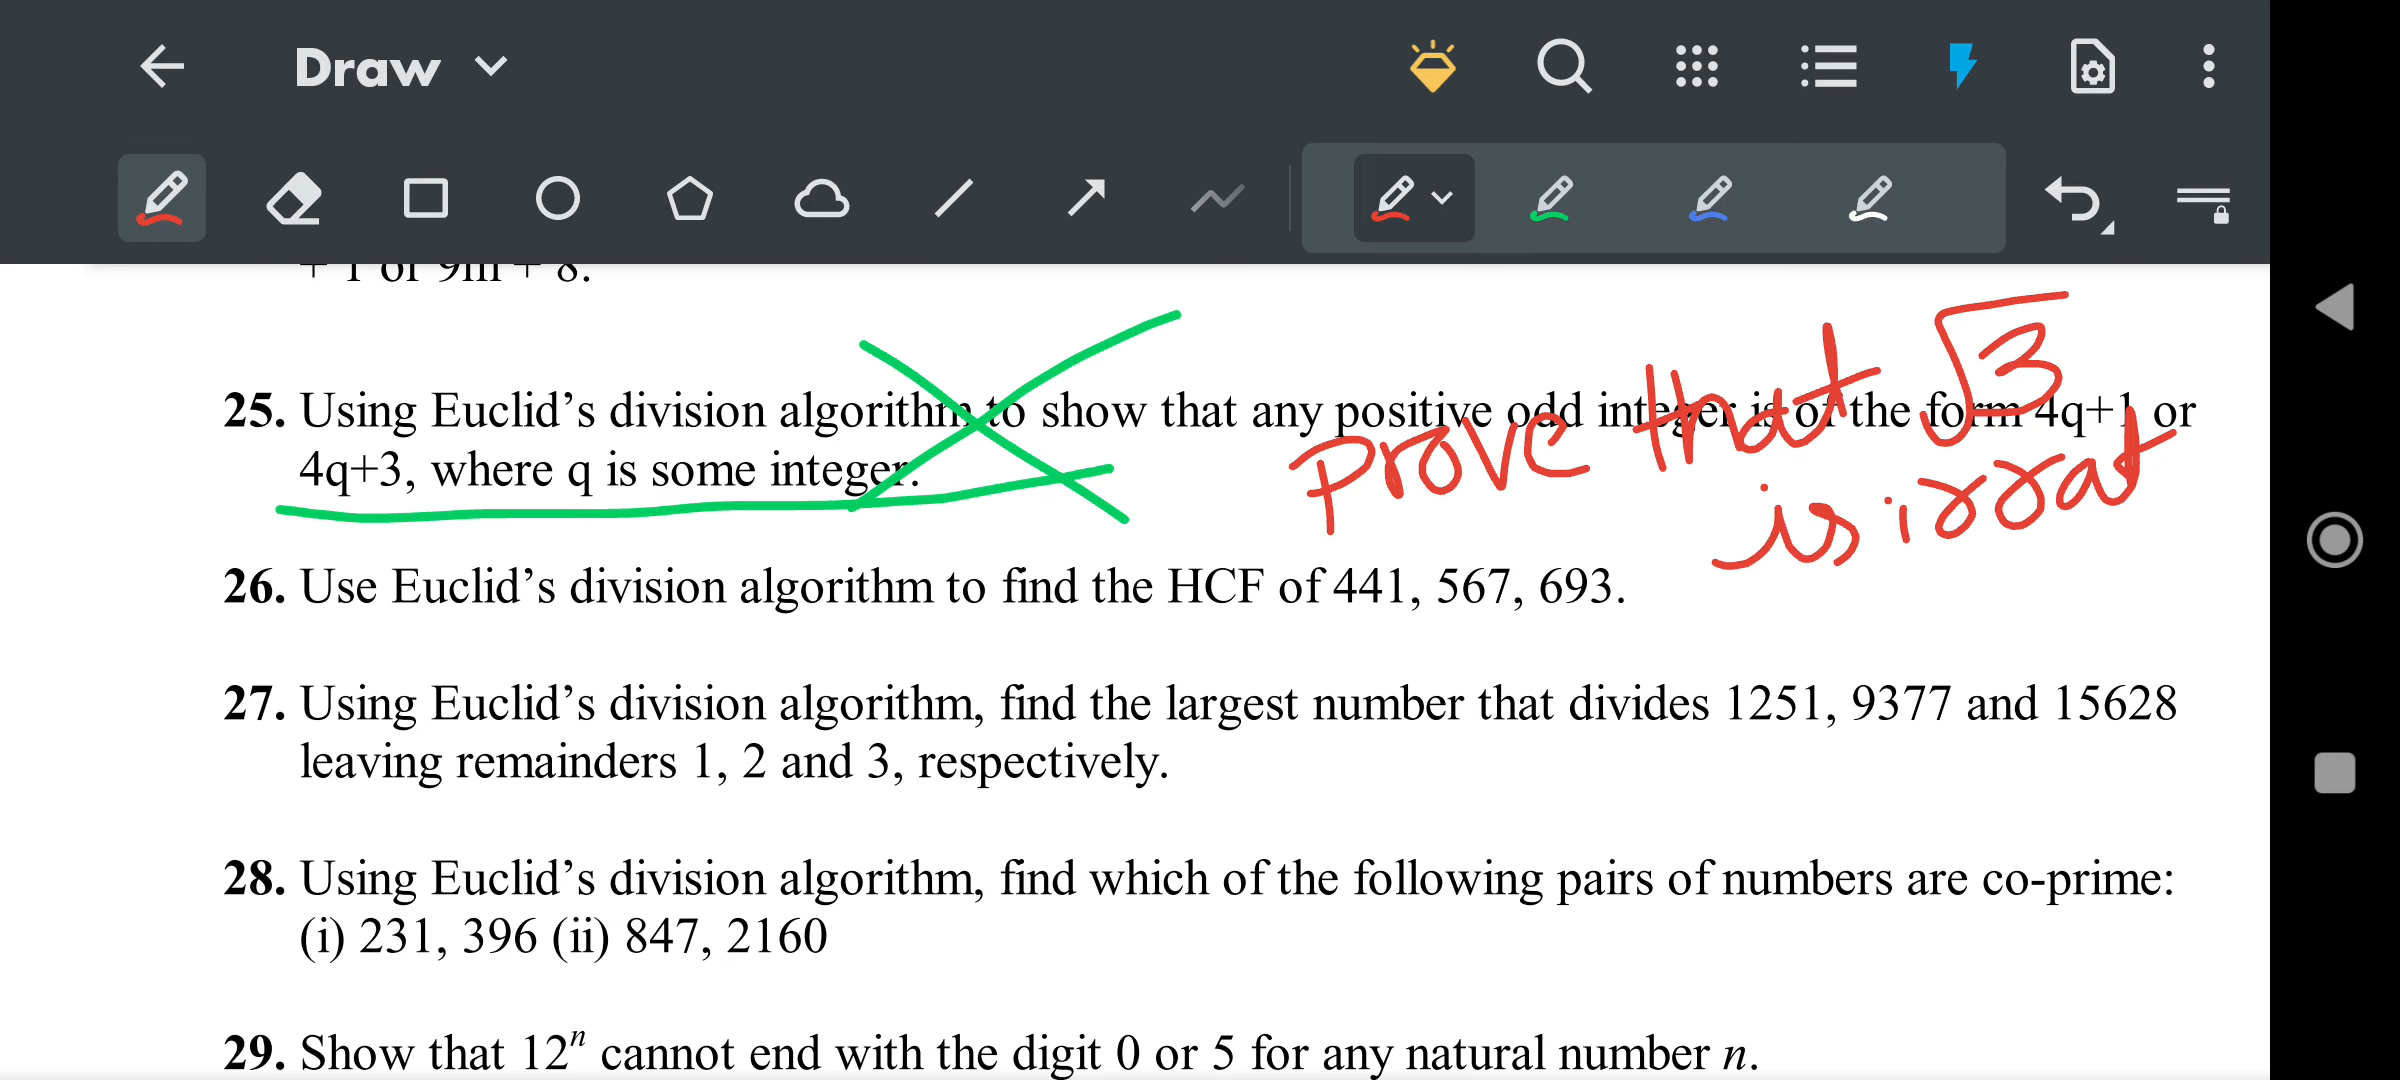 Draw
+ 1 or 9m + 8.
25. Using Euclid’s division algorithm to show that any positive odd integer is of the form 4q+1 or
4q+3, where q is some integer.
prove that √3
is irrat
26. Use Euclid’s division algorithm to find the HCF of 441, 567, 693.
27. Using Euclid’s division algorithm, find the largest number that divides 1251, 9377 and 15628
leaving remainders 1, 2 and 3, respectively.
28. Using Euclid’s division algorithm, find which of the following pairs of numbers are co-prime:
(i) 231, 396 (ii) 847, 2160
29. Show that 12ⁿ cannot end with the digit 0 or 5 for any natural number n.